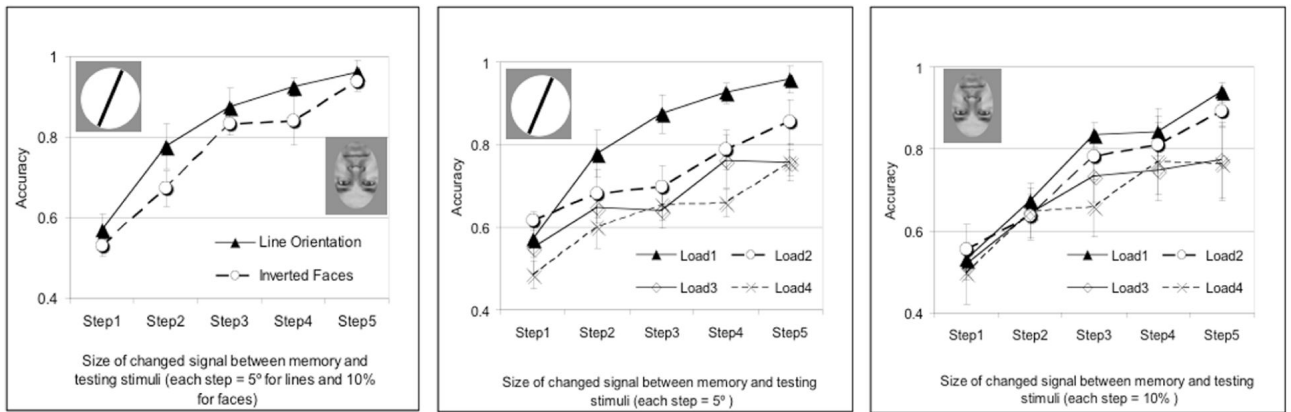 1
0.8
0.6
0.4
Accuracy
Line Orientation
Inverted Faces
Step1 Step2 Step3 Step4 Step5
Size of changed signal between memory and
testing stimuli (each step = 5º for lines and 10%
for faces)
1
0.8
0.6
0.4
Accuracy
Load1 Load2
Load3 Load4
Step1 Step2 Step3 Step4 Step5
Size of changed signal between memory and testing
stimuli (each step = 5º )
1
0.8
0.6
0.4
Accuracy
Load1 Load2
Load3 Load4
Step1 Step2 Step3 Step4 Step5
Size of changed signal between memory and testing
stimuli (each step = 10% )